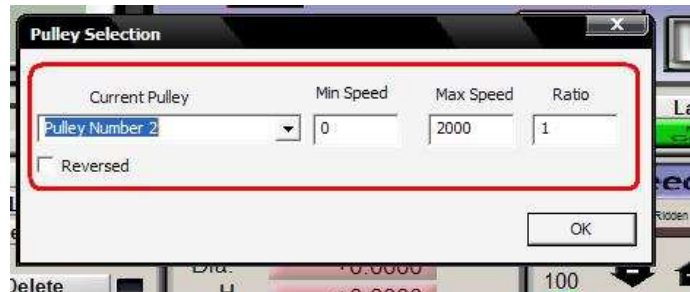 Pulley Selection
X
Current Pulley Min Speed Max Speed Ratio
Pulley Number 2 0 2000 1
Reversed
OK
Delete
100